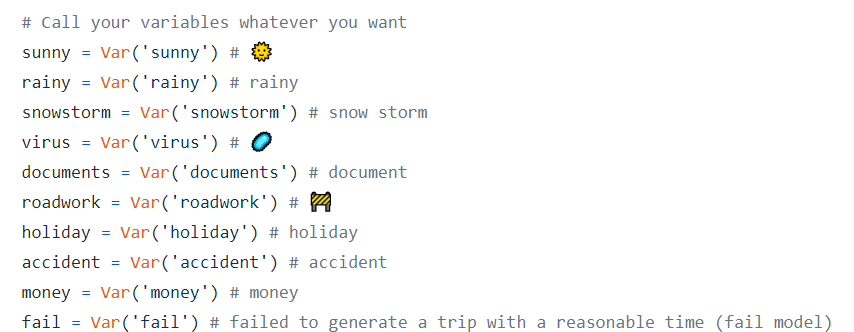 # Call your variables whatever you want
sunny = Var('sunny') # 🌞
rainy = Var('rainy') # rainy
snowstorm = Var('snowstorm') # snow storm
virus = Var('virus') #
documents = Var('documents') # document
roadwork = Var('roadwork') # 🚧
holiday = Var('holiday') # holiday
accident = Var('accident') # accident
money = Var('money') # money
fail = Var('fail') # failed to generate a trip with a reasonable time (fail model)